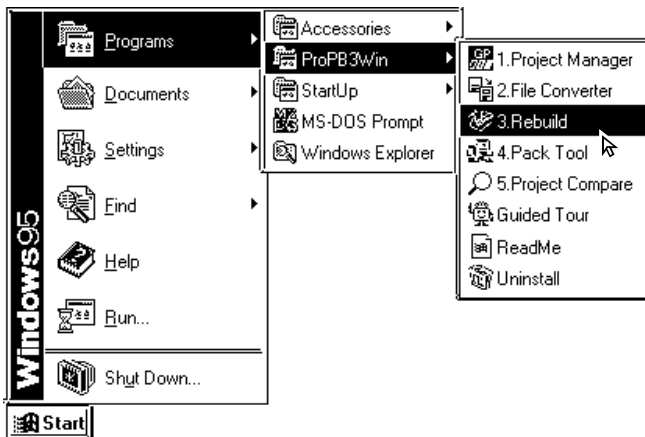 Programs
Documents
Settings
Find
Help
Run...
Shut Down...
Windows95
Start
Accessories
ProPB3Win
StartUp
MS-DOS Prompt
Windows Explorer
GP
1.Project Manager
2.File Converter
3.Rebuild
4.Pack Tool
5.Project Compare
Guided Tour
ReadMe
Uninstall